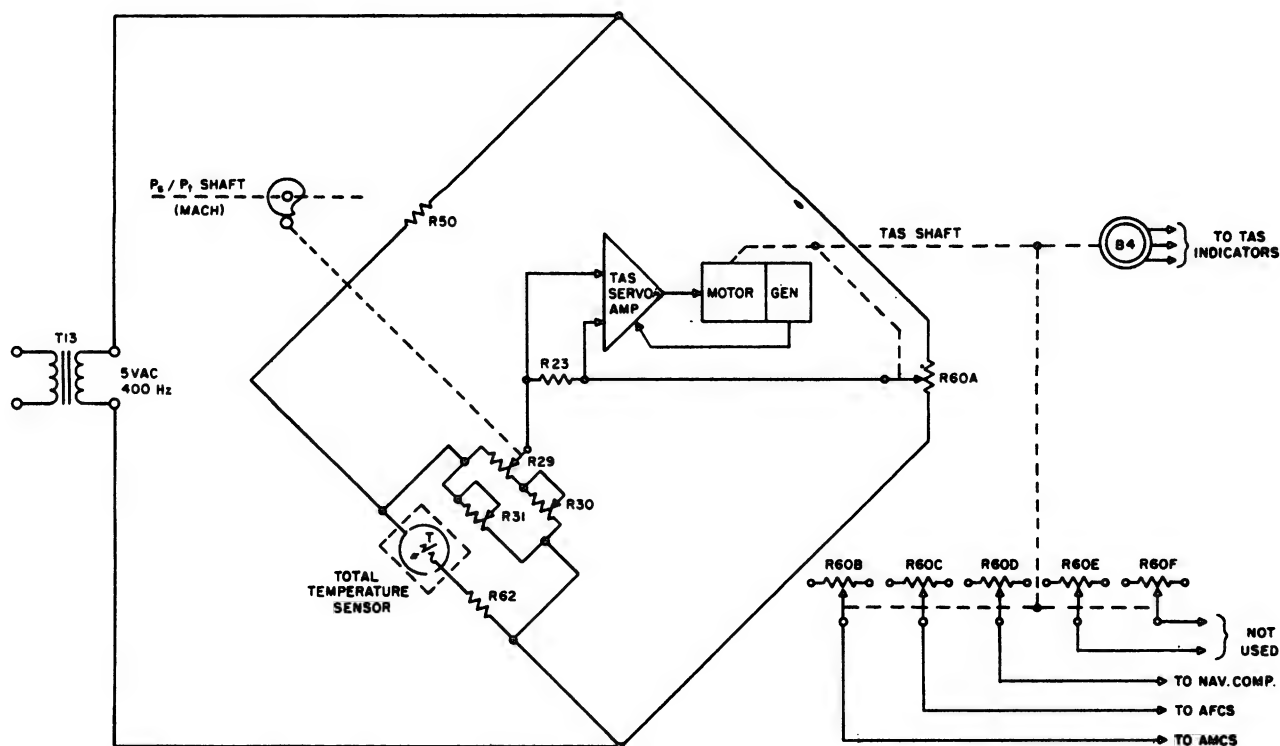 Ps / Pt SHAFT
(MACH)
R50
TAS SHAFT
B4
TO TAS
INDICATORS
TAS
SERVO
AMP
MOTOR
GEN
T13
5VAC
400 Hz
R23
R60A
R29
R31
R30
T
TOTAL
TEMPERATURE
SENSOR
R62
R60B
R60C
R60D
R60E
R60F
NOT
USED
TO NAV. COMP.
TO AFCS
TO AMCS